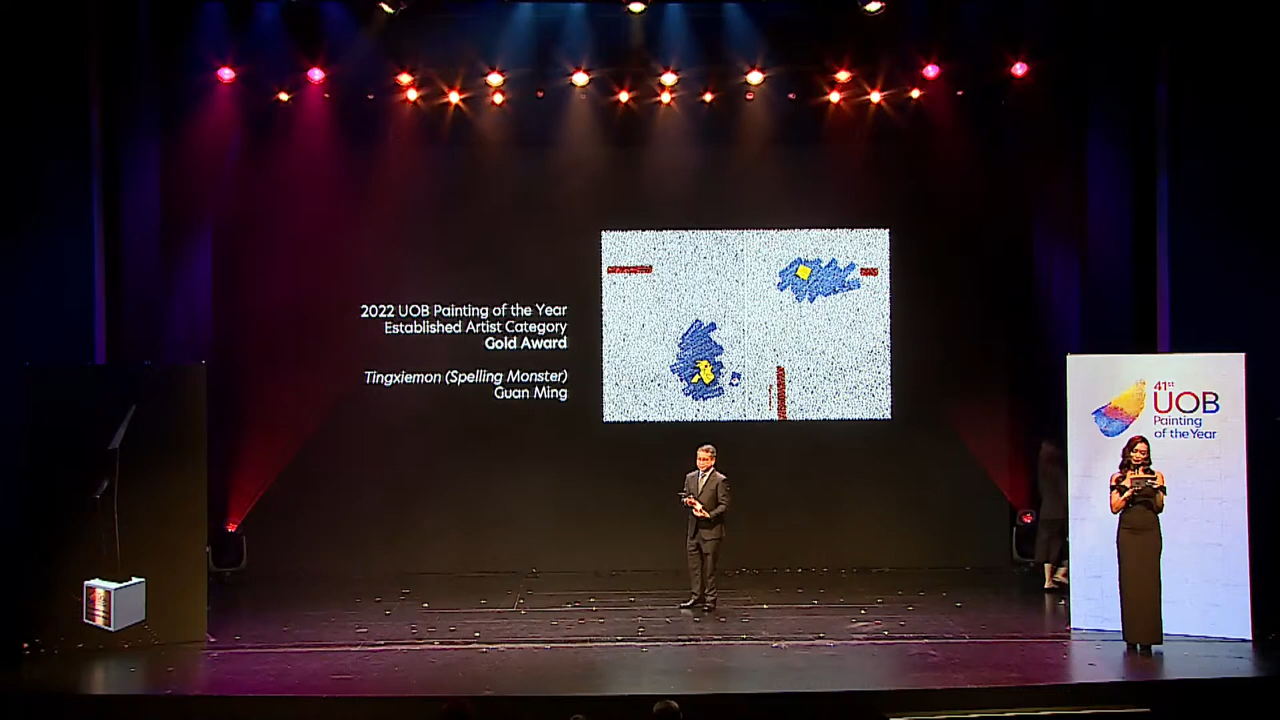 2022 UOB Painting of the Year
Established Artist Category
Gold Award
Tingxiemon (Spelling Monster)
Guan Ming
41st
UOB
Painting
of the Year